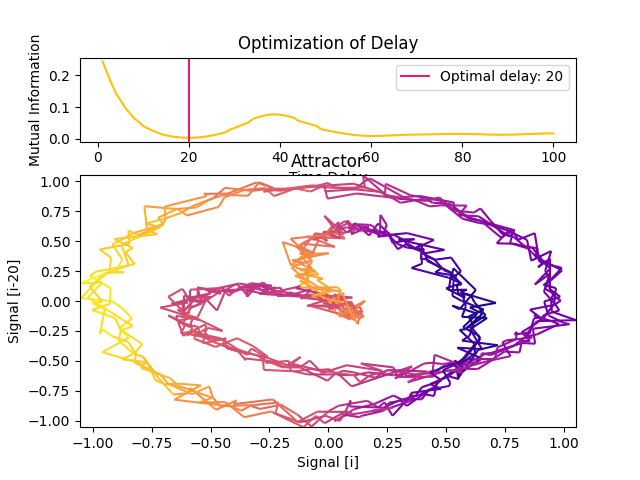 Optimization of Delay
Mutual Information
0.2
0.1
0.0
Optimal delay: 20
0 20 40 60 80 100
Attractor
Signal [i-20]
1.00
0.75
0.50
0.25
0.00
−0.25
−0.50
−0.75
−1.00
−1.00 −0.75 −0.50 −0.25 0.00 0.25 0.50 0.75 1.00
Signal [i]